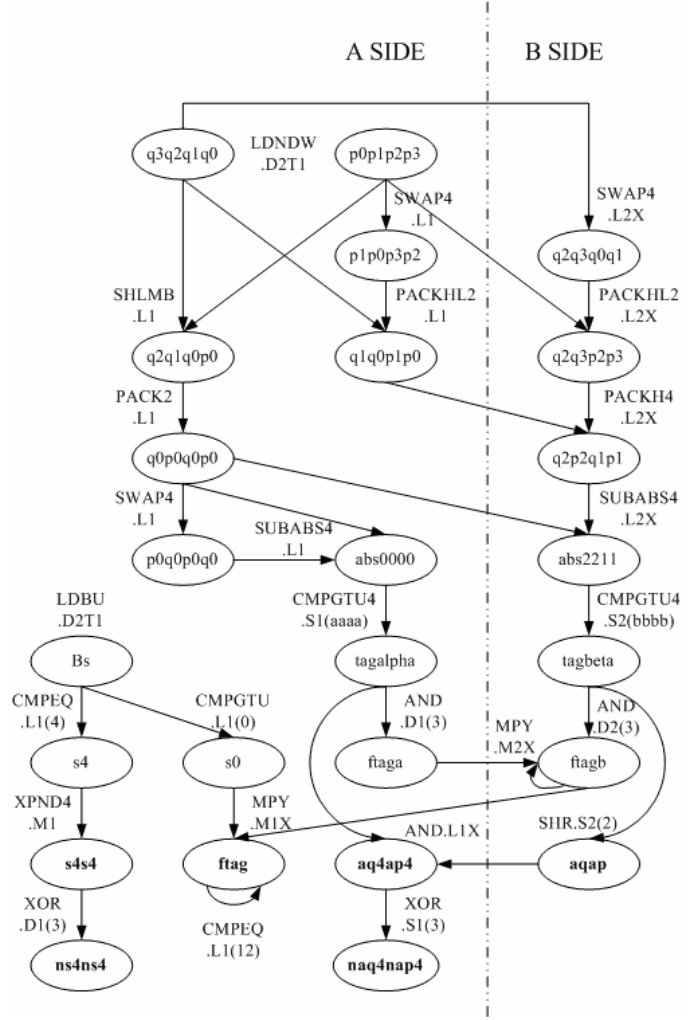 A SIDE
B SIDE
q3q2q1q0
LDNDW
.D2T1
p0p1p2p3
SWAP4
.L1
SWAP4
.L2X
p1p0p3p2
q2q3q0q1
SHLMB
.L1
PACKHL2
.L1
PACKHL2
.L2X
q2q1q0p0
q1q0p1p0
q2q3p2p3
PACK2
.L1
PACKH4
.L2X
q0p0q0p0
q2p2q1p1
SWAP4
.L1
SUBABS4
.L1
SUBABS4
.L2X
p0q0p0q0
abs0000
abs2211
LDBU
.D2T1
CMPGTU4
.S1(aaaa)
CMPGTU4
.S2(bbbb)
Bs
tagalpha
tagbeta
CMPEQ
.L1(4)
CMPGTU
.L1(0)
AND
.D1(3)
MPY
.M2X
AND
.D2(3)
s4
s0
ftaga
ftagb
XPND4
.M1
MPY
.M1X
AND.L1X
SHR.S2(2)
s4s4
ftag
aq4ap4
aqap
XOR
.D1(3)
CMPEQ
.L1(12)
XOR
.S1(3)
ns4ns4
naq4nap4